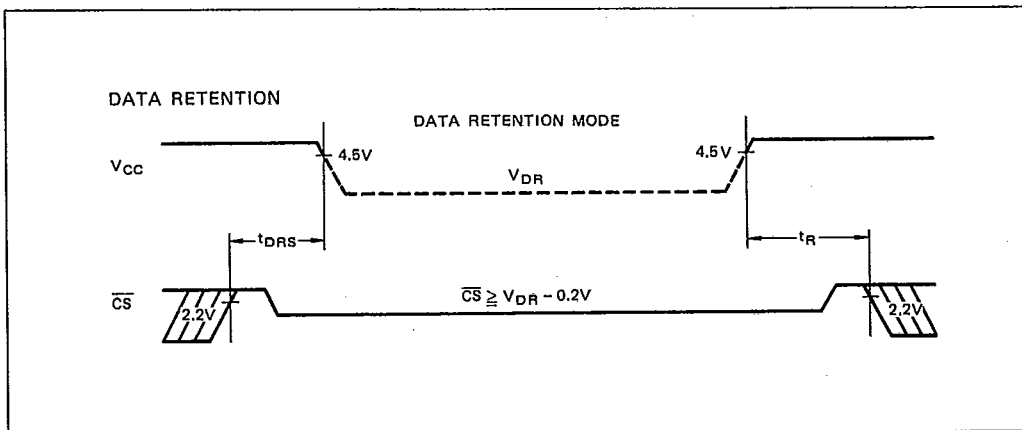 DATA RETENTION
DATA RETENTION MODE
4.5V
4.5V
VCC
VDR
tDRS
tR
CS
CS ≧ VDR − 0.2V
2.2V
2.2V